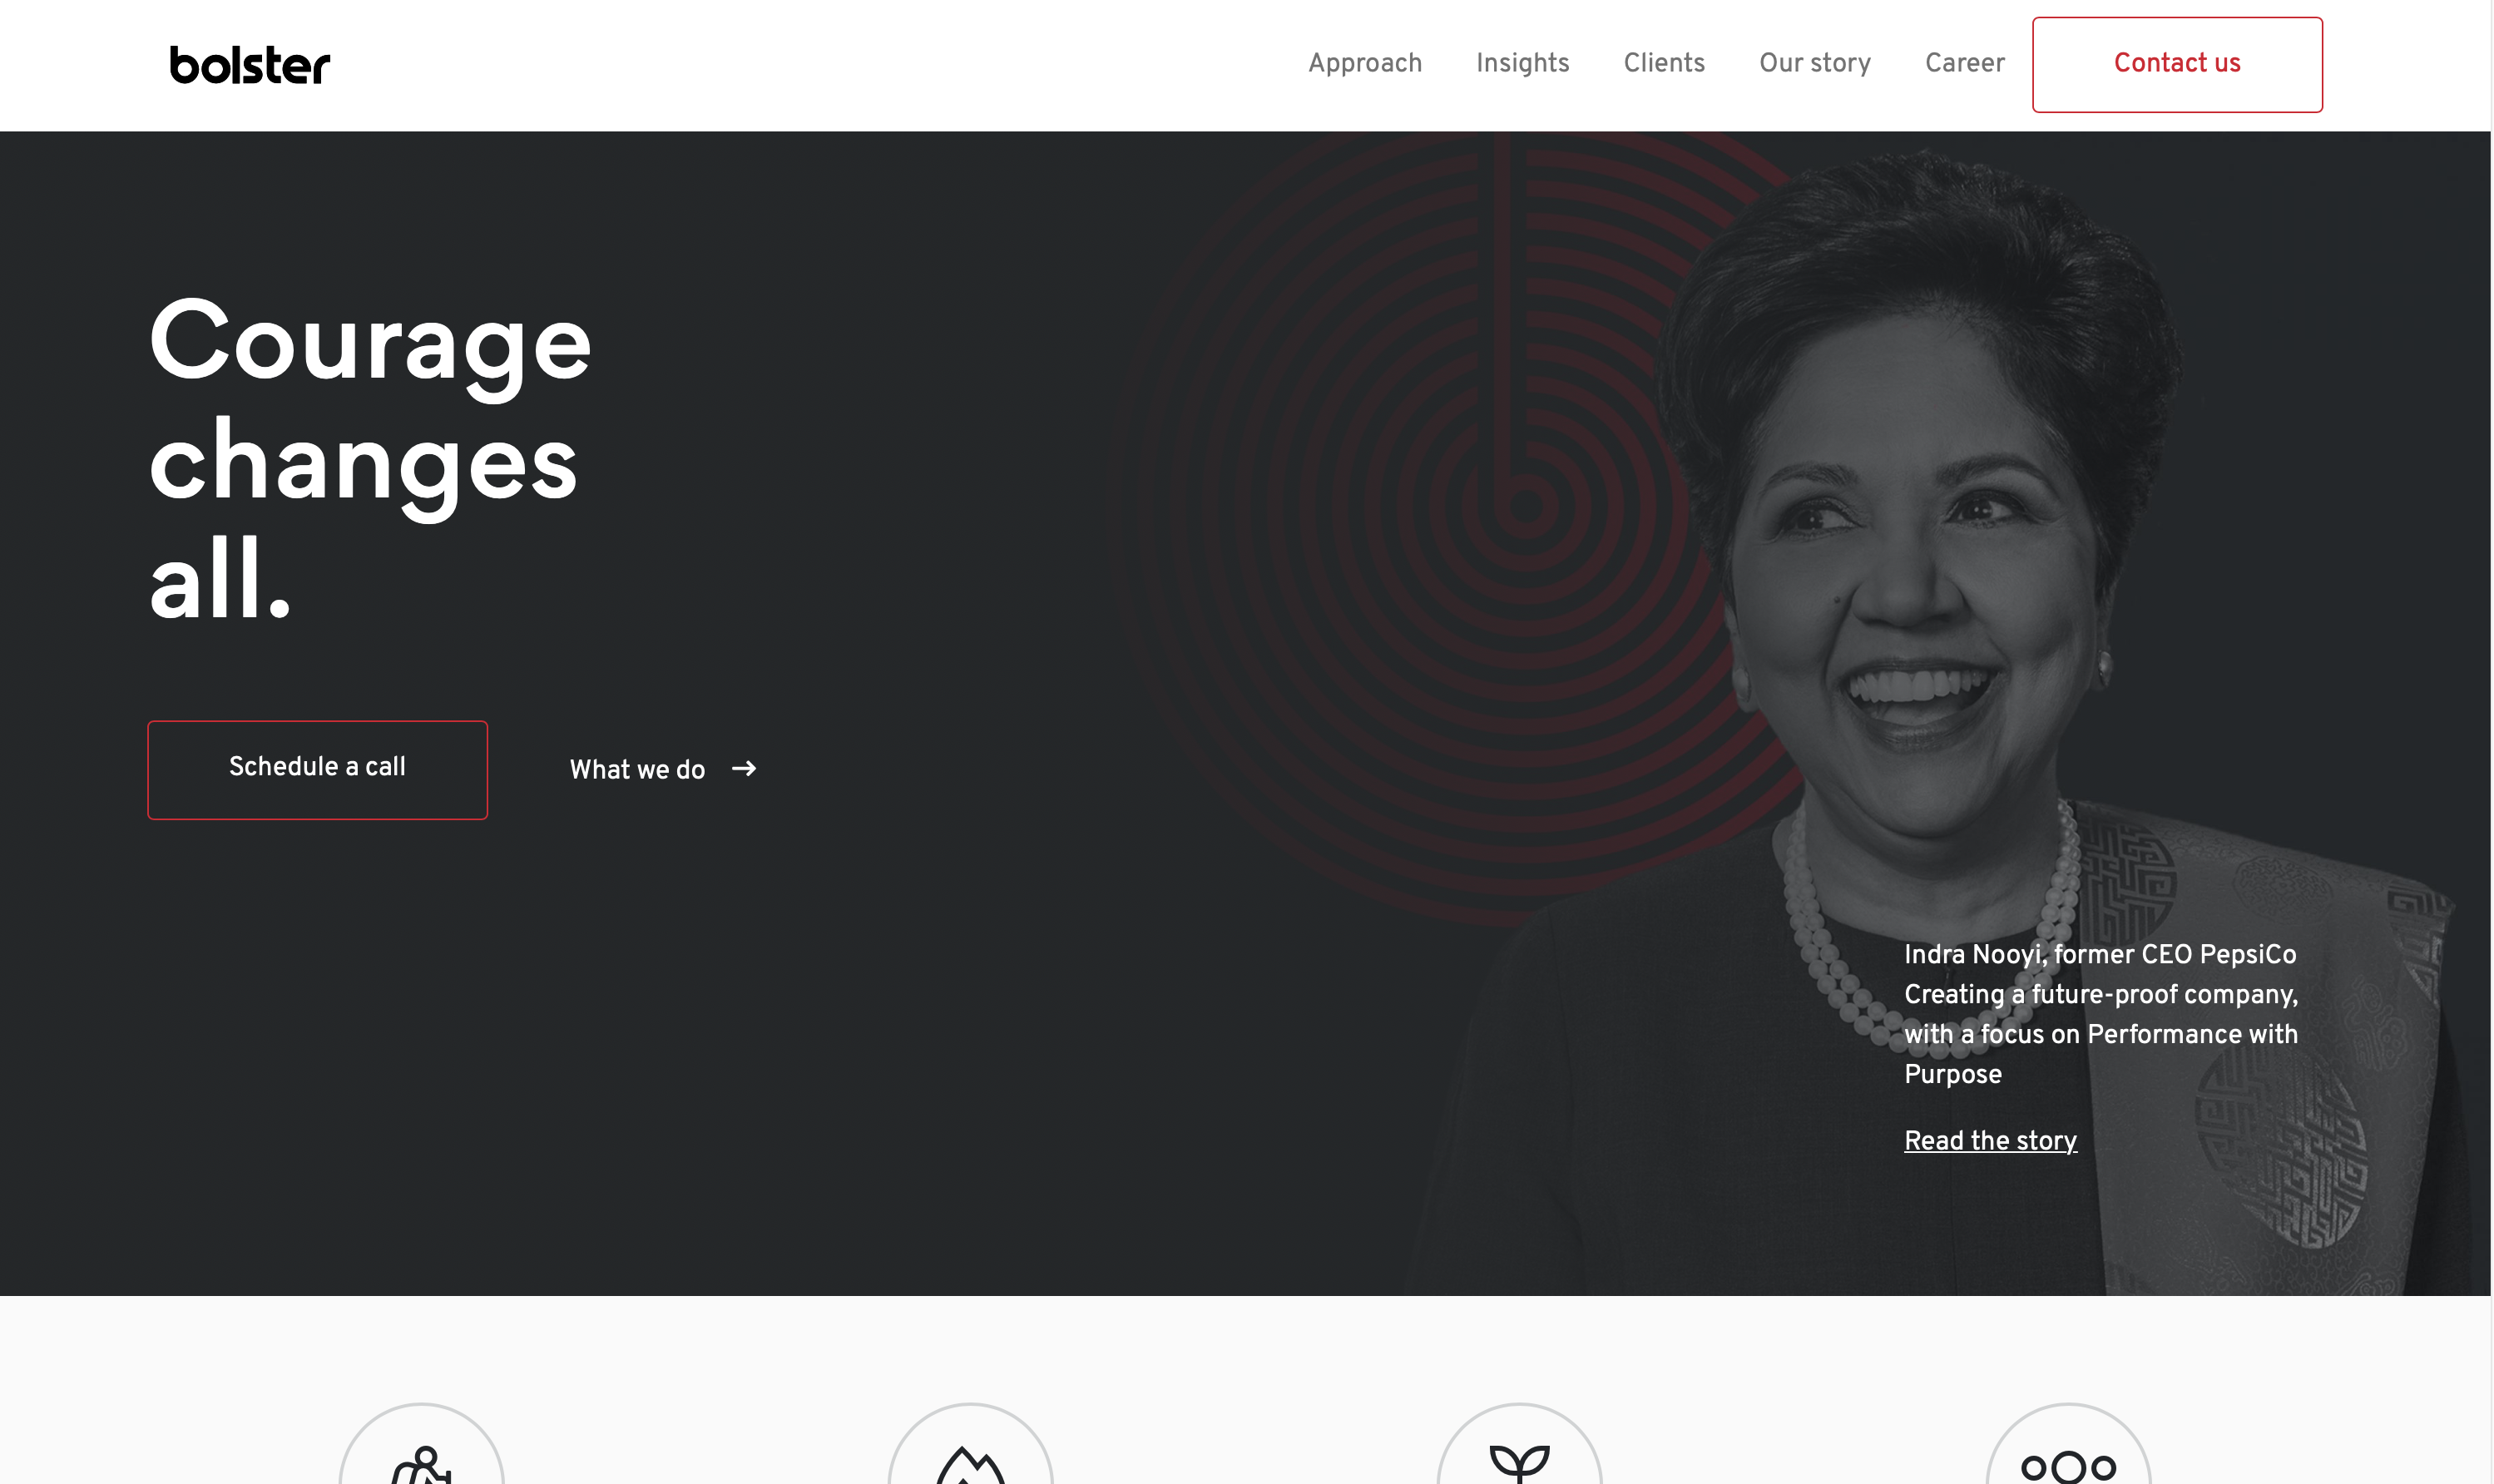 bolster
Approach
Insights
Clients
Our story
Career
Contact us
Courage
changes
all.
Schedule a call
What we do →
Indra Nooyi, former CEO PepsiCo
Creating a future-proof company,
with a focus on Performance with
Purpose
Read the story